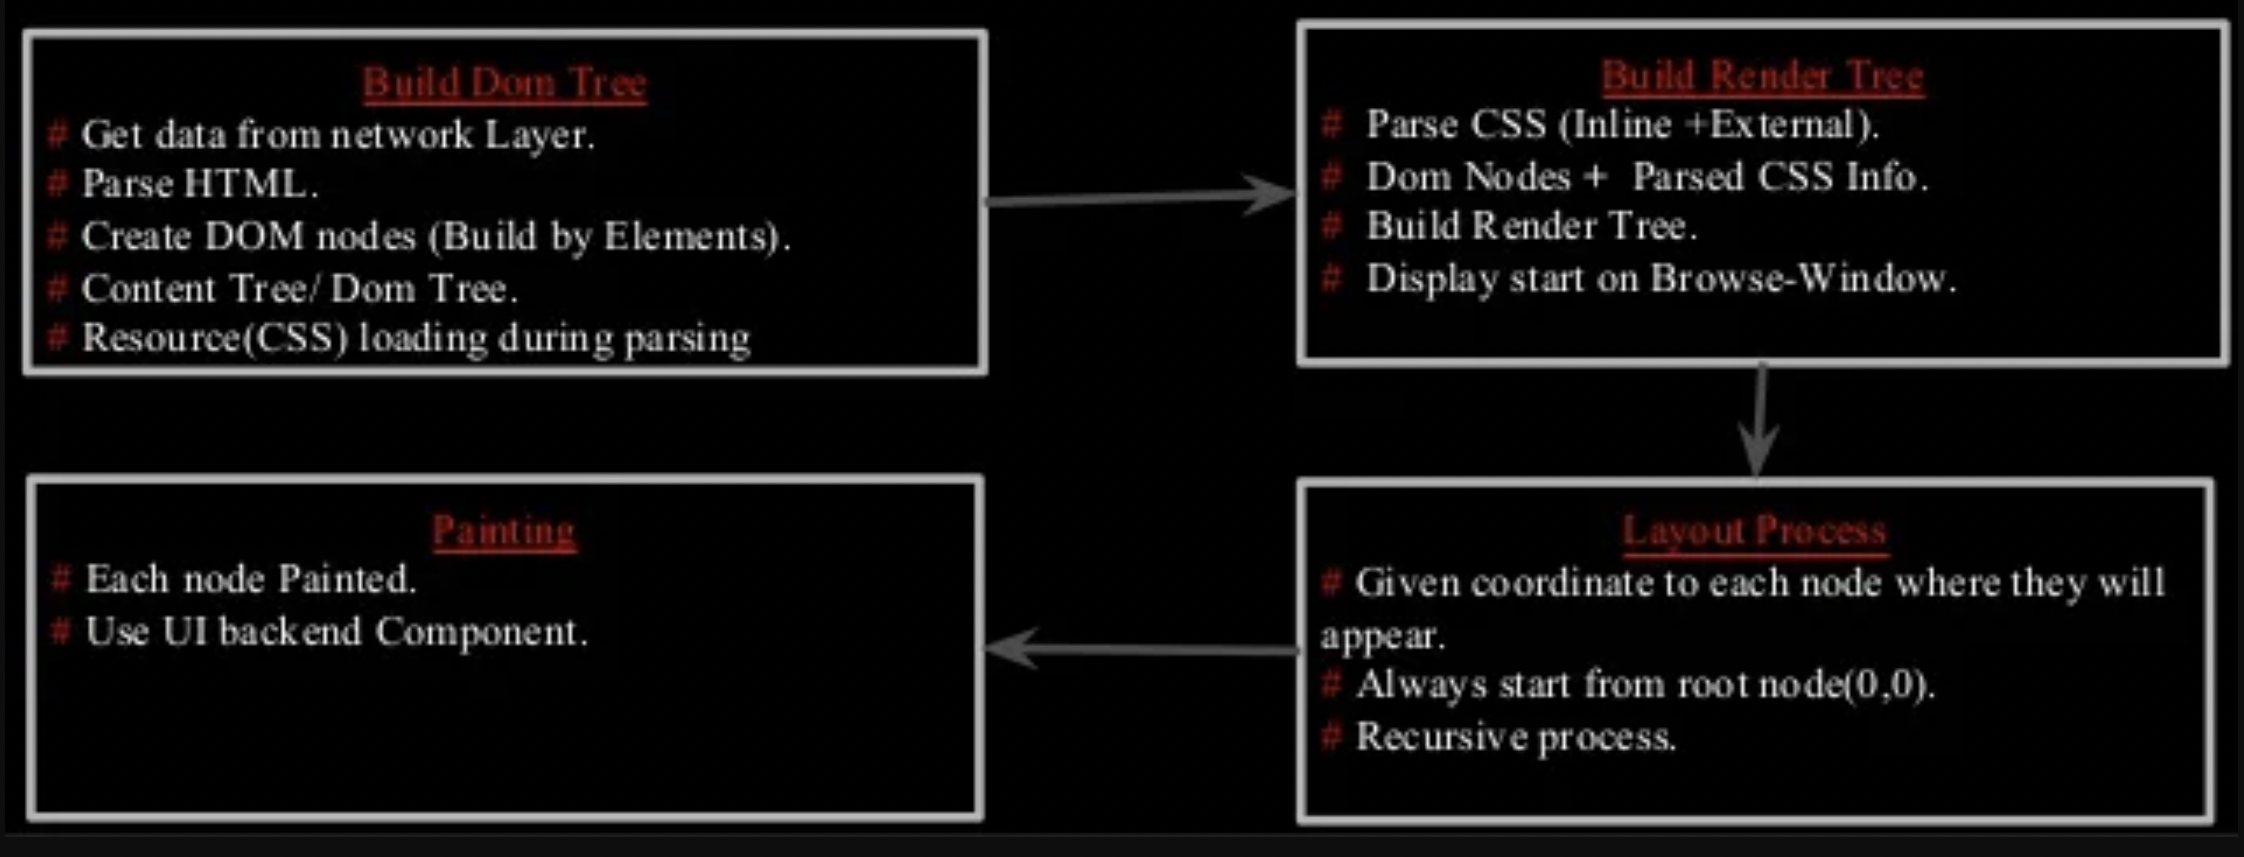 Build Dom Tree
# Get data from network Layer.
# Parse HTML.
# Create DOM nodes (Build by Elements).
# Content Tree/ Dom Tree.
# Resource(CSS) loading during parsing
Build Render Tree
# Parse CSS (Inline +External).
# Dom Nodes + Parsed CSS Info.
# Build Render Tree.
# Display start on Browse-Window.
Layout Process
# Given coordinate to each node where they will
appear.
# Always start from root node(0,0).
# Recursive process.
Painting
# Each node Painted.
# Use UI backend Component.